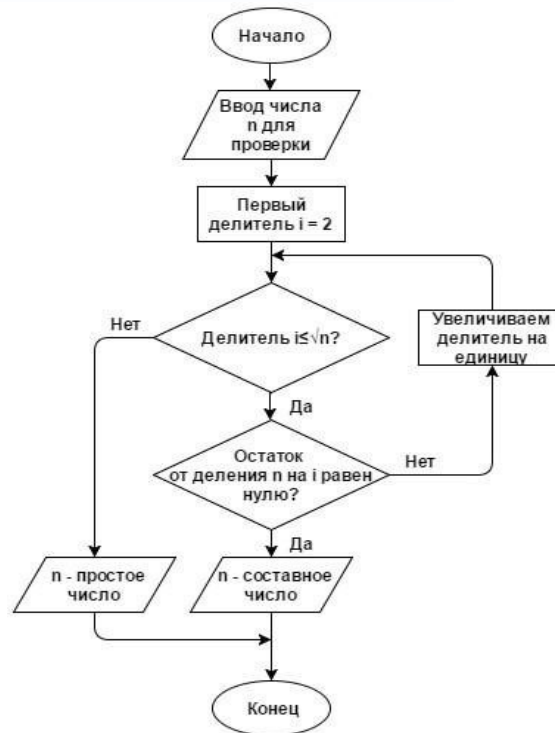 Начало
Ввод числа
n для
проверки
Первый
делитель i = 2
Делитель i≤√n?
Нет
Увеличиваем
делитель на
единицу
Да
Остаток
от деления n на i равен
нулю?
Нет
Да
n - простое
число
n - составное
число
Конец